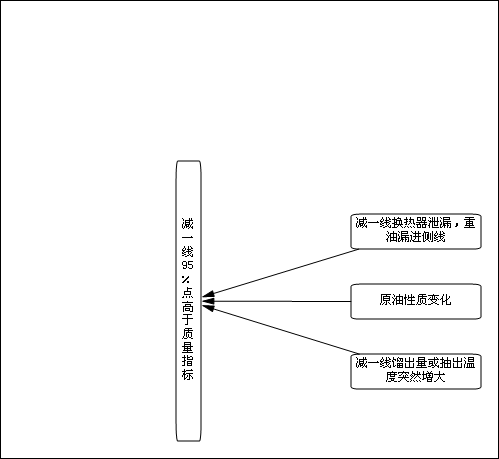 减
一
线
95
%
点
高
于
质
量
指
标
减一线换热器泄漏，重
油漏进侧线
原油性质变化
减一线馏出量或抽出温
度突然增大